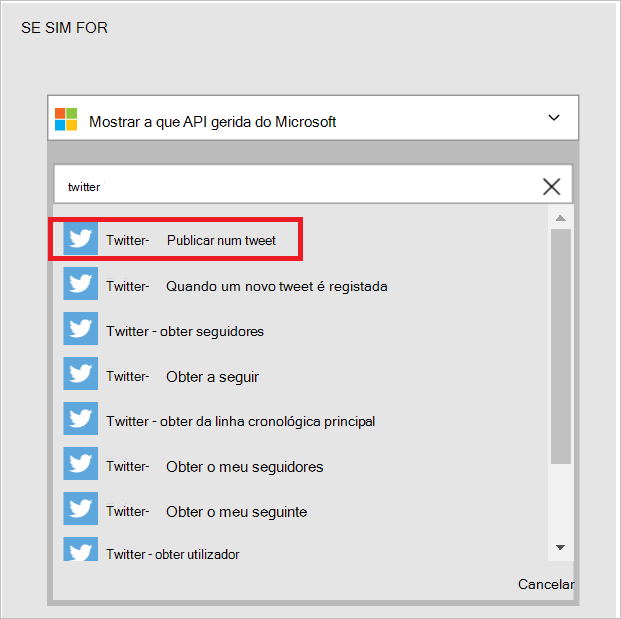 SE SIM FOR
Mostrar a que API gerida do Microsoft
twitter
Twitter- Publicar num tweet
Twitter- Quando um novo tweet é registada
Twitter - obter seguidores
Twitter- Obter a seguir
Twitter - obter da linha cronológica principal
Twitter- Obter o meu seguidores
Twitter- Obter o meu seguinte
Twitter - obter utilizador
Cancelar